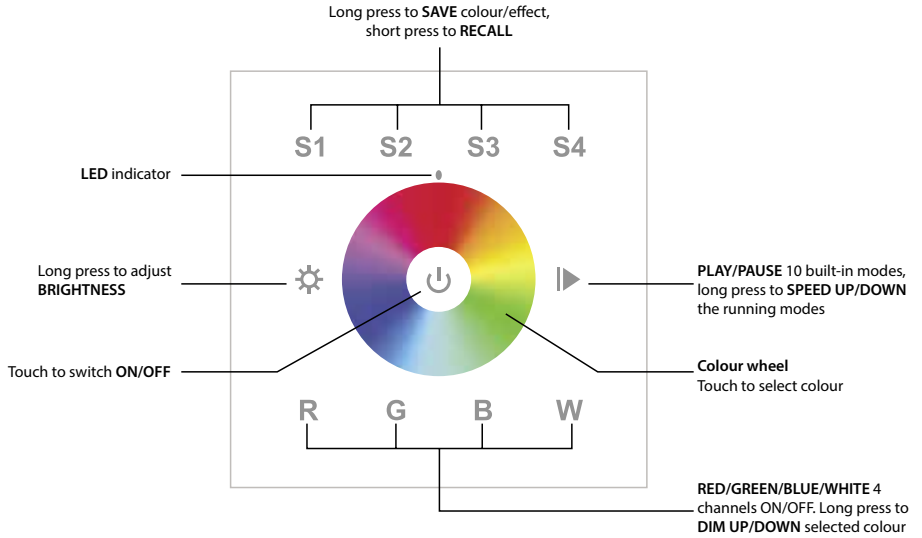 Long press to SAVE colour/effect,
short press to RECALL
S1 S2 S3 S4
LED indicator
Long press to adjust
BRIGHTNESS
PLAY/PAUSE 10 built-in modes,
long press to SPEED UP/DOWN
the running modes
Touch to switch ON/OFF
Colour wheel
Touch to select colour
R G B W
RED/GREEN/BLUE/WHITE 4
channels ON/OFF. Long press to
DIM UP/DOWN selected colour